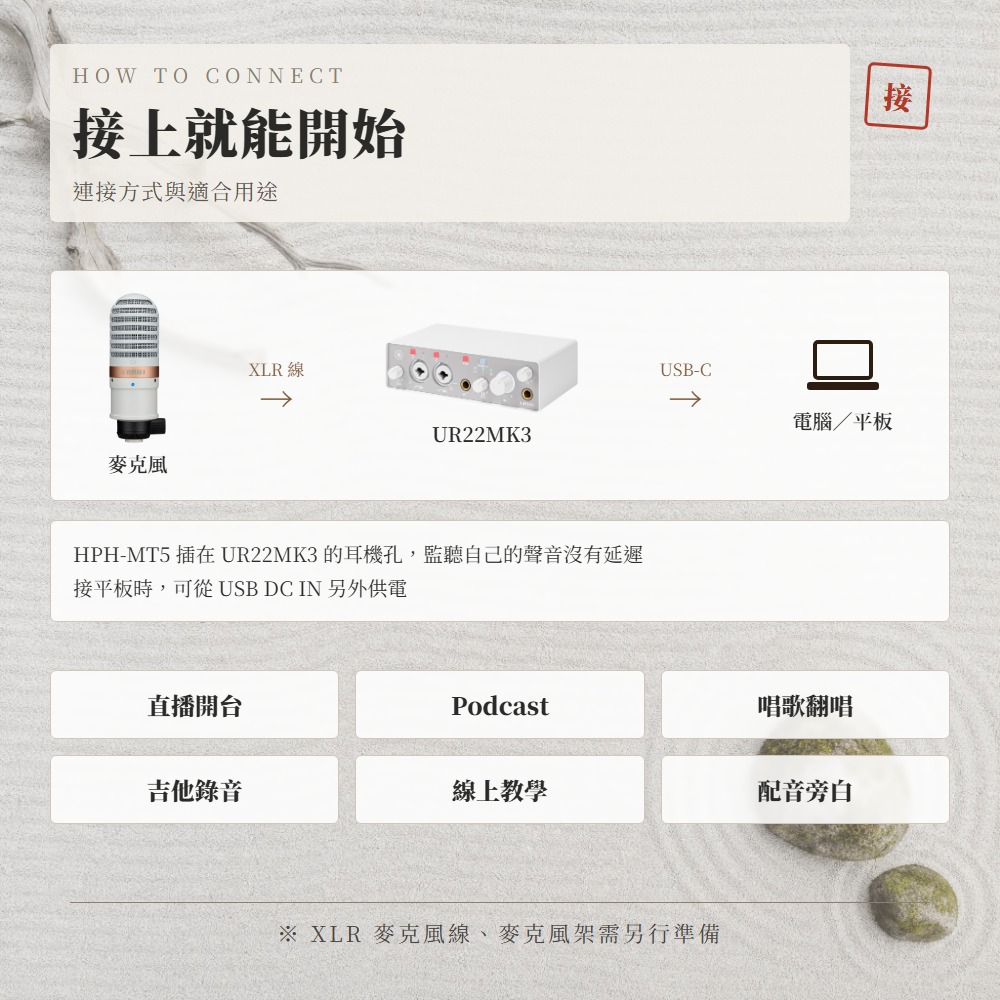 HOW TO CONNECT
接上就能開始
接
連接方式與適合用途
XLR 線
USB-C
麥克風
UR22MK3
電腦／平板
HPH-MT5 插在 UR22MK3 的耳機孔，監聽自己的聲音沒有延遲
接平板時，可從 USB DC IN 另外供電
直播開台
Podcast
唱歌翻唱
吉他錄音
線上教學
配音旁白
※ XLR 麥克風線、麥克風架需另行準備